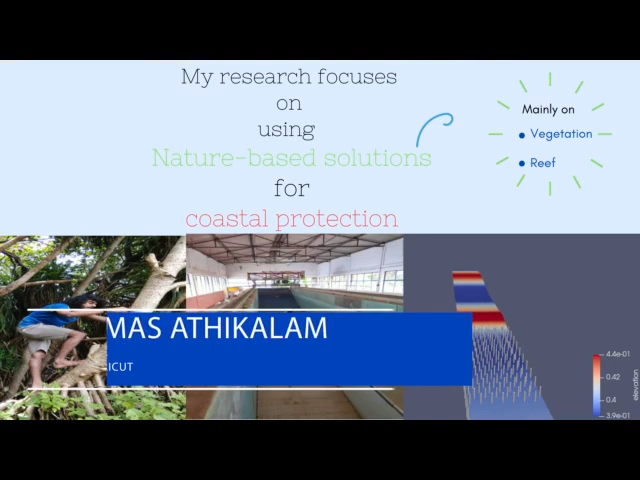 My research focuses
on
using
Nature-based solutions
for
coastal protection
Mainly on
Vegetation
Reef
MAS ATHIKALAM
ICUT
4.4e-01
0.42
0.4
3.9e-01
elevation